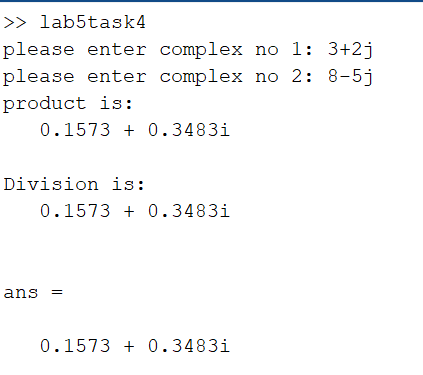 >> lab5task4
please enter complex no 1: 3+2j
please enter complex no 2: 8-5j
product is:
0.1573 + 0.3483i
Division is:
0.1573 + 0.3483i
ans =
0.1573 + 0.3483i